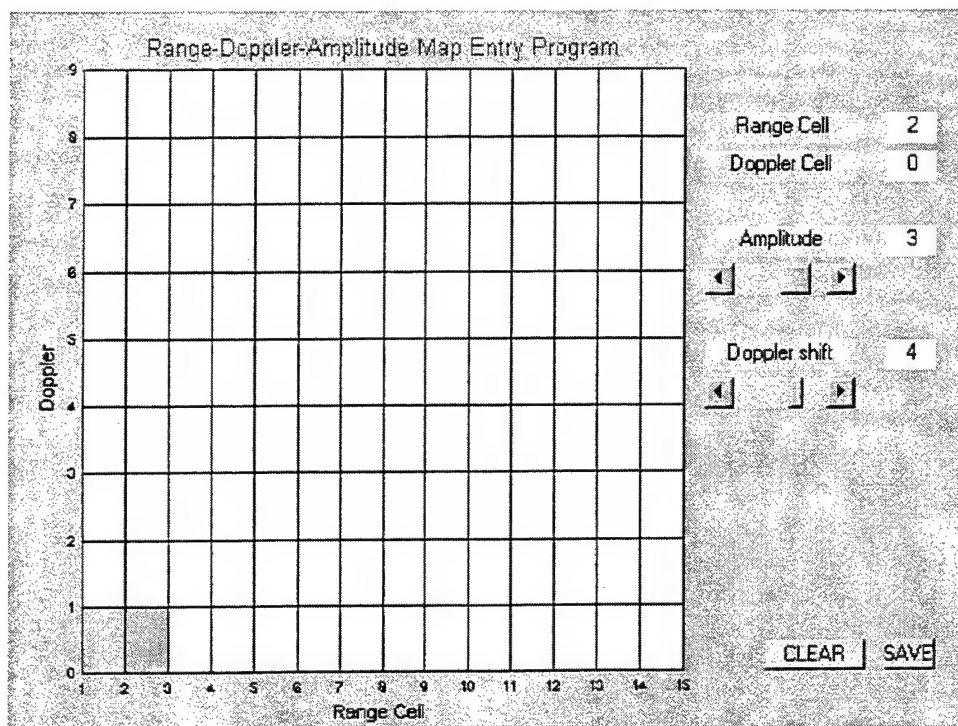 Range-Doppler-Amplitude Map Entry Program
9
8
7
6
5
4
3
2
1
0
Doppler
1 2 3 4 5 6 7 8 9 10 11 12 13 14 15
Range Cell
Range Cell 2
Doppler Cell 0
Amplitude 3
Doppler shift 4
CLEAR SAVE